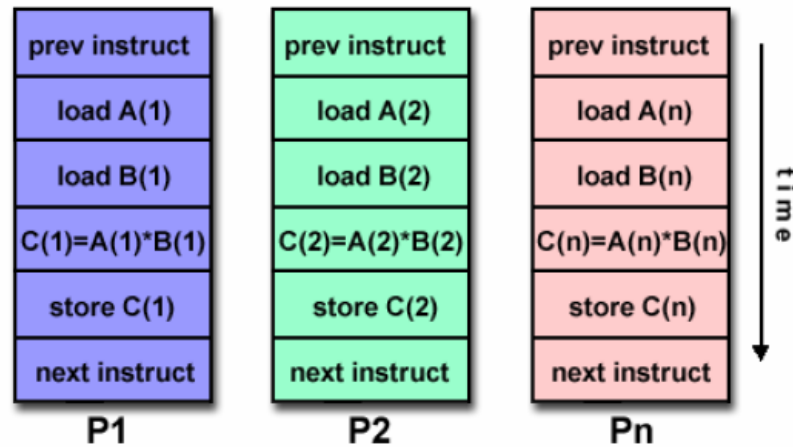 prev instruct
load A(1)
load B(1)
C(1)=A(1)*B(1)
store C(1)
next instruct
P1
prev instruct
load A(2)
load B(2)
C(2)=A(2)*B(2)
store C(2)
next instruct
P2
prev instruct
load A(n)
load B(n)
C(n)=A(n)*B(n)
store C(n)
next instruct
Pn
time